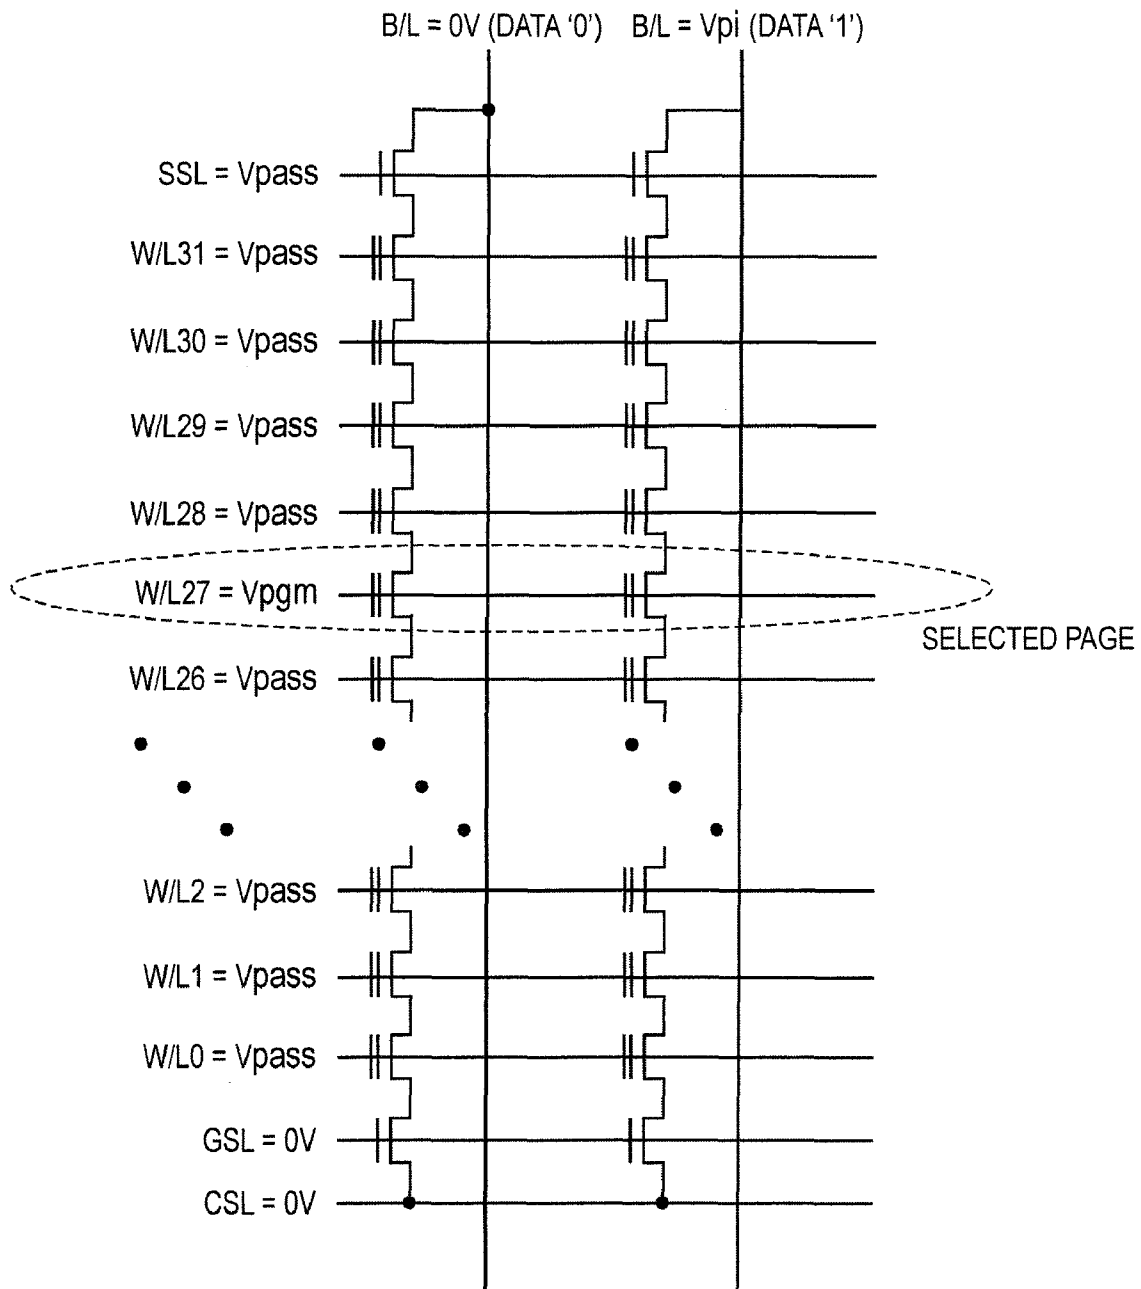 B/L = 0V (DATA ‘0’) B/L = Vpi (DATA ‘1’)
SSL = Vpass
W/L31 = Vpass
W/L30 = Vpass
W/L29 = Vpass
W/L28 = Vpass
W/L27 = Vpgm
SELECTED PAGE
W/L26 = Vpass
W/L2 = Vpass
W/L1 = Vpass
W/L0 = Vpass
GSL = 0V
CSL = 0V